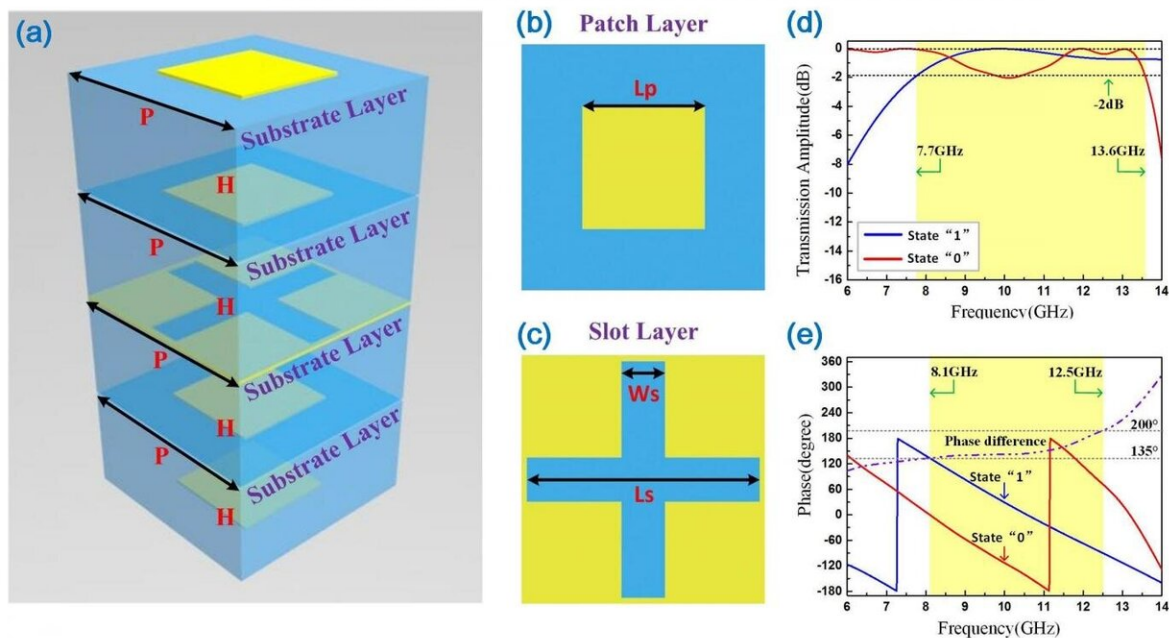 (a)
P
Substrate Layer
H
P
Substrate Layer
H
P
Substrate Layer
H
P
Substrate Layer
H
(b)
Patch Layer
Lp
(c)
Slot Layer
Ws
Ls
(d)
Transmission Amplitude(dB)
0
-2
-4
-6
-8
-10
-12
-14
-16
-2dB
7.7GHz
13.6GHz
State “1”
State “0”
6 7 8 9 10 11 12 13 14
Frequency(GHz)
(e)
Phase(degree)
360
300
240
180
120
60
0
-60
-120
-180
8.1GHz
12.5GHz
200°
Phase difference
135°
State “1”
State “0”
6 7 8 9 10 11 12 13 14
Frequency(GHz)